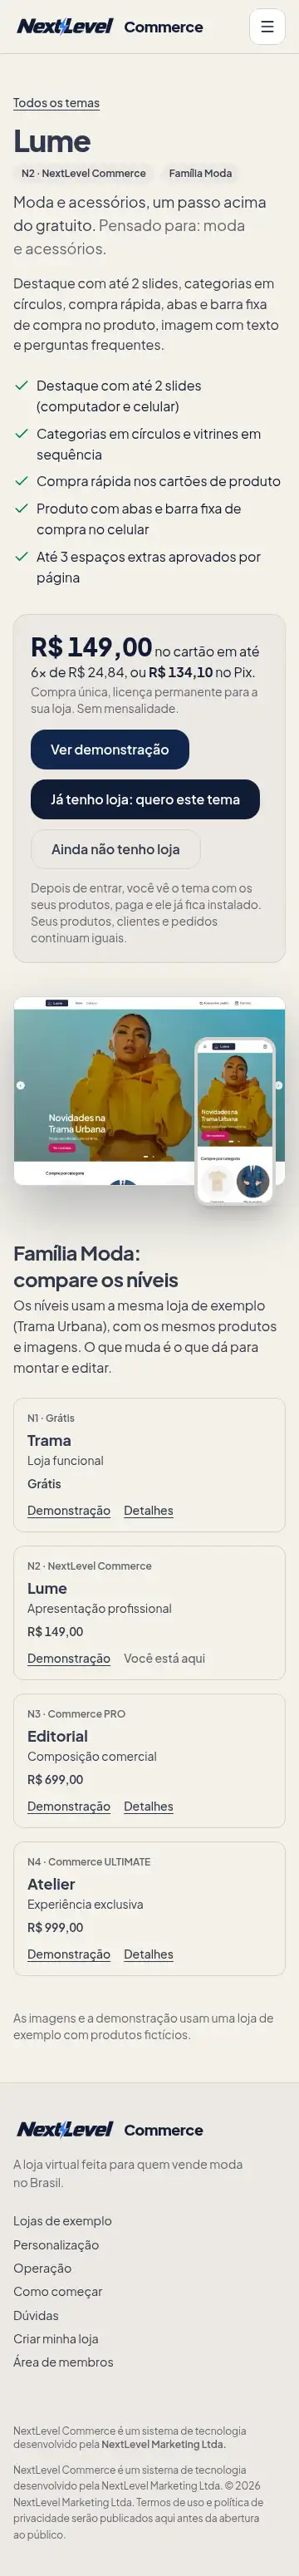 NextLevel Commerce
☰
Todos os temas
Lume
N2 · NextLevel Commerce Família Moda
Moda e acessórios, um passo acima
do gratuito. Pensado para: moda
e acessórios.
Destaque com até 2 slides, categorias em
círculos, compra rápida, abas e barra fixa
de compra no produto, imagem com texto
e perguntas frequentes.
Destaque com até 2 slides
(computador e celular)
Categorias em círculos e vitrines em
sequência
Compra rápida nos cartões de produto
Produto com abas e barra fixa de
compra no celular
Até 3 espaços extras aprovados por
página
R$ 149,00 no cartão em até
6× de R$ 24,84, ou R$ 134,10 no Pix.
Compra única, licença permanente para a
sua loja. Sem mensalidade.
Ver demonstração
Já tenho loja: quero este tema
Ainda não tenho loja
Depois de entrar, você vê o tema com os
seus produtos, paga e ele já fica instalado.
Seus produtos, clientes e pedidos
continuam iguais.
Lume
Novidades na
Trama Urbana
Compre por categoria
Lume
Novidades na
Trama Urbana
Compre por categoria
Família Moda:
compare os níveis
Os níveis usam a mesma loja de exemplo
(Trama Urbana), com os mesmos produtos
e imagens. O que muda é o que dá para
montar e editar.
N1 · Grátis
Trama
Loja funcional
Grátis
Demonstração Detalhes
N2 · NextLevel Commerce
Lume
Apresentação profissional
R$ 149,00
Demonstração Você está aqui
N3 · Commerce PRO
Editorial
Composição comercial
R$ 699,00
Demonstração Detalhes
N4 · Commerce ULTIMATE
Atelier
Experiência exclusiva
R$ 999,00
Demonstração Detalhes
As imagens e a demonstração usam uma loja de
exemplo com produtos fictícios.
NextLevel Commerce
A loja virtual feita para quem vende moda
no Brasil.
Lojas de exemplo
Personalização
Operação
Como começar
Dúvidas
Criar minha loja
Área de membros
NextLevel Commerce é um sistema de tecnologia
desenvolvido pela NextLevel Marketing Ltda.
NextLevel Commerce é um sistema de tecnologia
desenvolvido pela NextLevel Marketing Ltda. © 2026
NextLevel Marketing Ltda. Termos de uso e política de
privacidade serão publicados aqui antes da abertura
ao público.